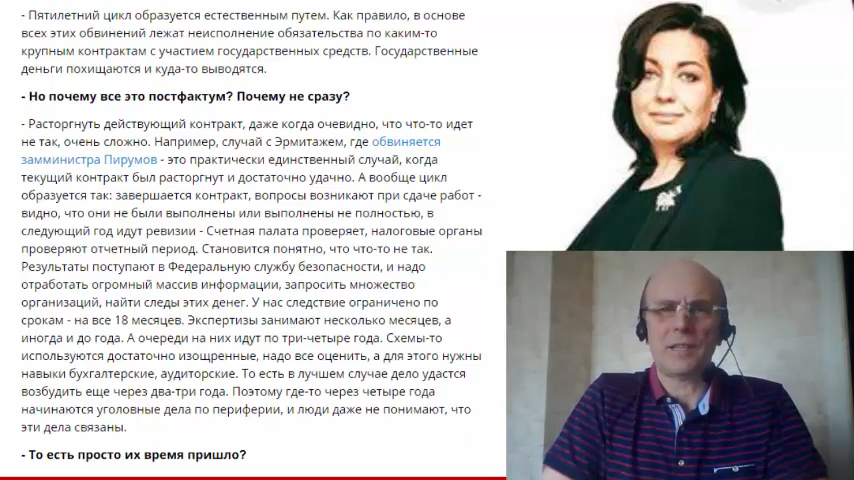 - Пятилетний цикл образуется естественным путем. Как правило, в основе
всех этих обвинений лежат неисполнение обязательства по каким-то
крупным контрактам с участием государственных средств. Государственные
деньги похищаются и куда-то выводятся.
- Но почему все это постфактум? Почему не сразу?
- Расторгнуть действующий контракт, даже когда очевидно, что что-то идет
не так, очень сложно. Например, случай с Эрмитажем, где обвиняется
замминистра Пирумов - это практически единственный случай, когда
текущий контракт был расторгнут и достаточно удачно. А вообще цикл
образуется так: завершается контракт, вопросы возникают при сдаче работ -
видно, что они не были выполнены или выполнены не полностью, в
следующий год идут ревизии - Счетная палата проверяет, налоговые органы
проверяют отчетный период. Становится понятно, что что-то не так.
Результаты поступают в Федеральную службу безопасности, и надо
отработать огромный массив информации, запросить множество
организаций, найти следы этих денег. У нас следствие ограничено по
срокам - на все 18 месяцев. Экспертизы занимают несколько месяцев, а
иногда и до года. А очереди на них идут по три-четыре года. Схемы-то
используются достаточно изощренные, надо все оценить, а для этого нужны
навыки бухгалтерские, аудиторские. То есть в лучшем случае дело удастся
возбудить еще через два-три года. Поэтому где-то через четыре года
начинаются уголовные дела по периферии, и люди даже не понимают, что
эти дела связаны.
- То есть просто их время пришло?